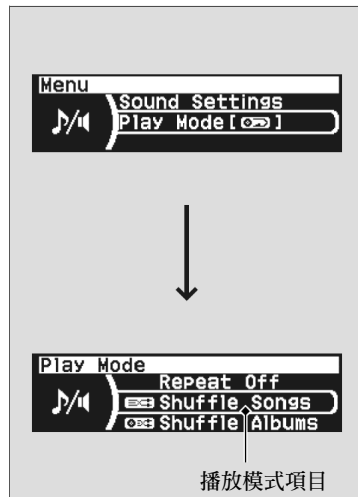 Menu
Sound Settings
Play Mode[]
Play Mode
Repeat Off
Shuffle Songs
Shuffle Albums
播放模式項目